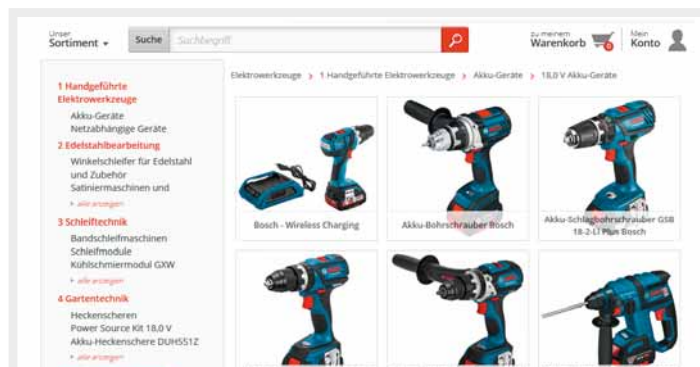 Unser
Sortiment
Suche
Suchbegriff
zu meinem
Warenkorb
0
Mein
Konto
Elektrowerkzeuge > 1 Handgeführte Elektrowerkzeuge > Akku-Geräte > 18,0 V Akku-Geräte
1 Handgeführte
Elektrowerkzeuge
Akku-Geräte
Netzabhängige Geräte
2 Edelstahlbearbeitung
Winkelschleifer für Edelstahl
und Zubehör
Satiniermaschinen und
alle anzeigen
3 Schleiftechnik
Bandschleifmaschinen
Schleifmodule
Kühlschmiermodul GXW
alle anzeigen
4 Gartentechnik
Heckenscheren
Power Source Kit 18,0 V
Akku-Heckenschere DUH551Z
alle anzeigen
Bosch - Wireless Charging
Akku-Bohrschrauber Bosch
Akku-Schlagbohrschrauber GSB
18-2-LI Plus Bosch